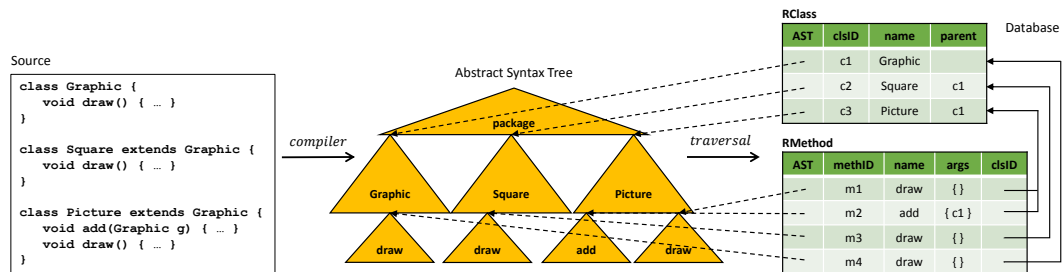 Source
class Graphic {
void draw() { … }
}
class Square extends Graphic {
void draw() { … }
}
class Picture extends Graphic {
void add(Graphic g) { … }
void draw() { … }
}
compiler
Abstract Syntax Tree
package
Graphic Square Picture
draw draw add draw
traversal
Database
RClass
AST clsID name parent
c1 Graphic
c2 Square c1
c3 Picture c1
RMethod
AST methID name args clsID
m1 draw { }
m2 add { c1 }
m3 draw { }
m4 draw { }